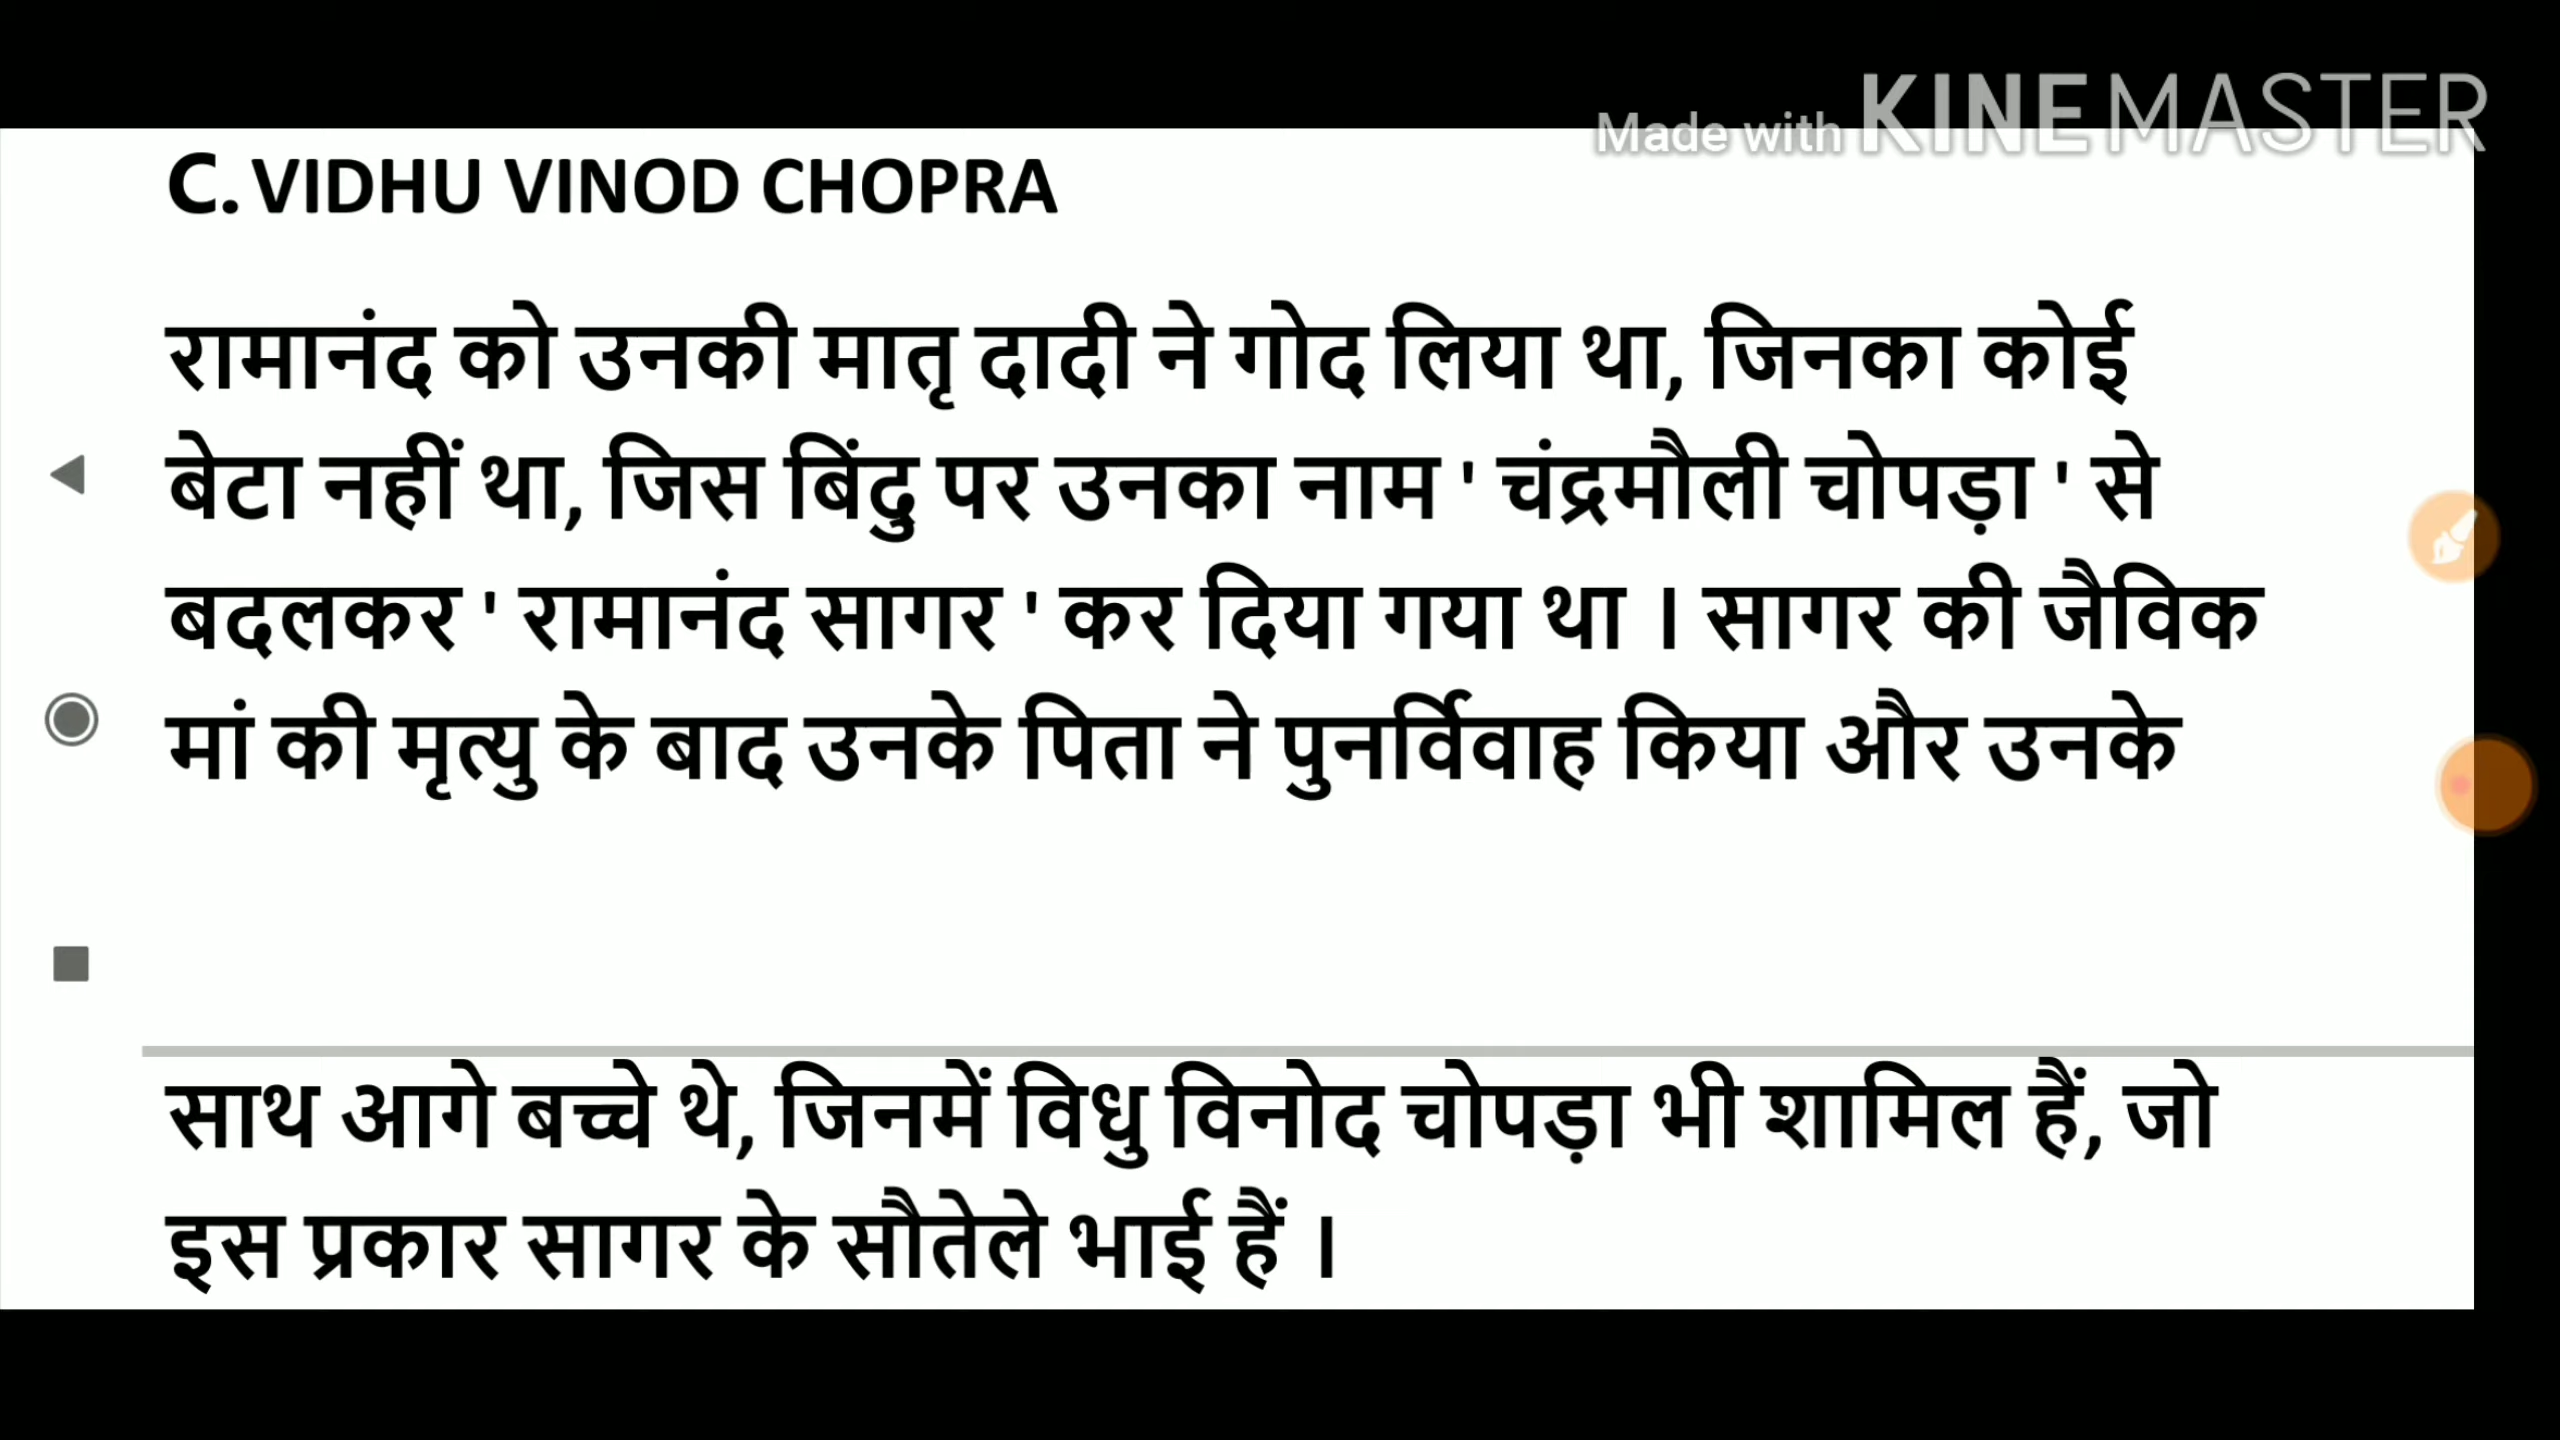 Made with KINEMASTER
C. VIDHU VINOD CHOPRA
रामानंद को उनकी मातृ दादी ने गोद लिया था, जिनका कोई
बेटा नहीं था, जिस बिंदु पर उनका नाम ' चंद्रमौली चोपड़ा ' से
बदलकर ' रामानंद सागर ' कर दिया गया था । सागर की जैविक
मां की मृत्यु के बाद उनके पिता ने पुनर्विवाह किया और उनके
साथ आगे बच्चे थे, जिनमें विधु विनोद चोपड़ा भी शामिल हैं, जो
इस प्रकार सागर के सौतेले भाई हैं ।